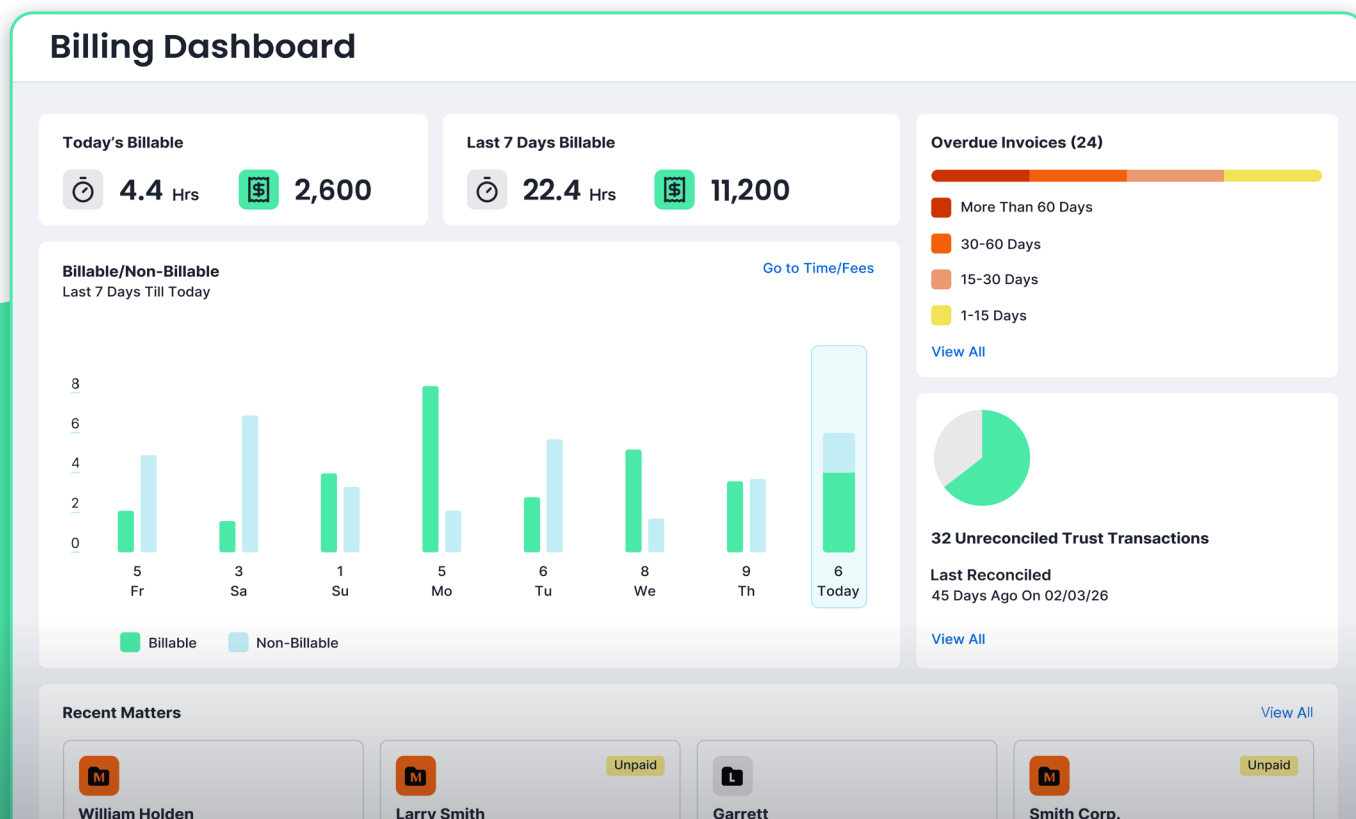 Billing Dashboard
Today's Billable
4.4 Hrs
$ 2,600
Last 7 Days Billable
22.4 Hrs
$ 11,200
Billable/Non-Billable
Last 7 Days Till Today
Go to Time/Fees
8
6
4
2
0
5 3 1 5 6 8 9 6
Fr Sa Su Mo Tu We Th Today
Billable Non-Billable
Overdue Invoices (24)
More Than 60 Days
30-60 Days
15-30 Days
1-15 Days
View All
32 Unreconciled Trust Transactions
Last Reconciled
45 Days Ago On 02/03/26
View All
Recent Matters
View All
M
William Holden
M Unpaid
Larry Smith
L
Garrett
M Unpaid
Smith Corp.